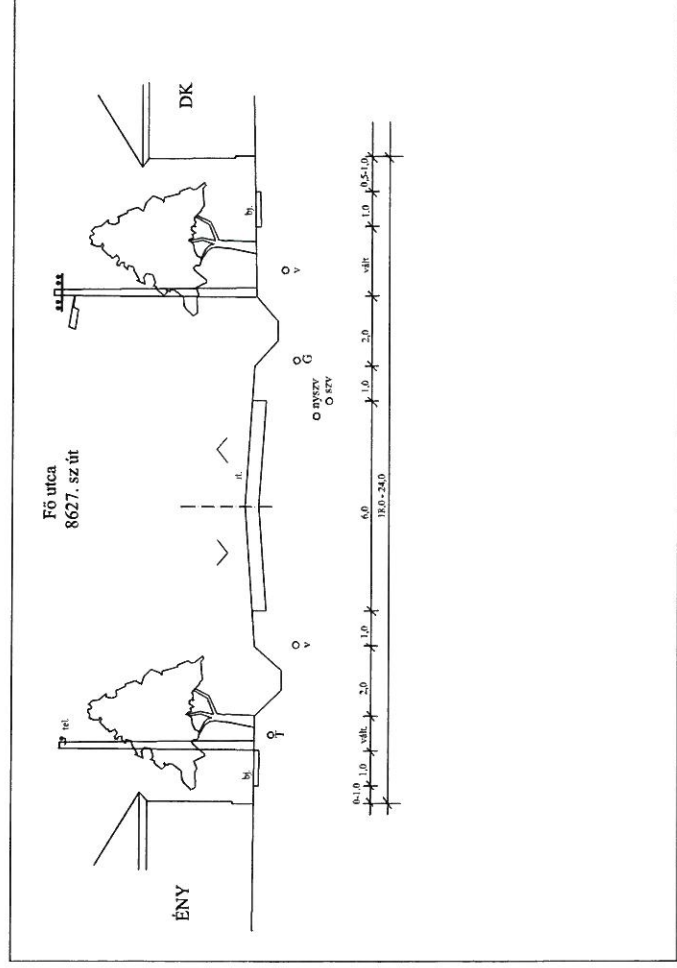 Fő utca
8627. sz út
ÉNY
DK
tel.
bj.
bj.
it.
T
v
G
nyszv
szv
v
0-1,0
1,0
vált.
2,0
1,0
6,0
1,0
2,0
vált
1,0
0,5-1,0
18,0 - 24,0